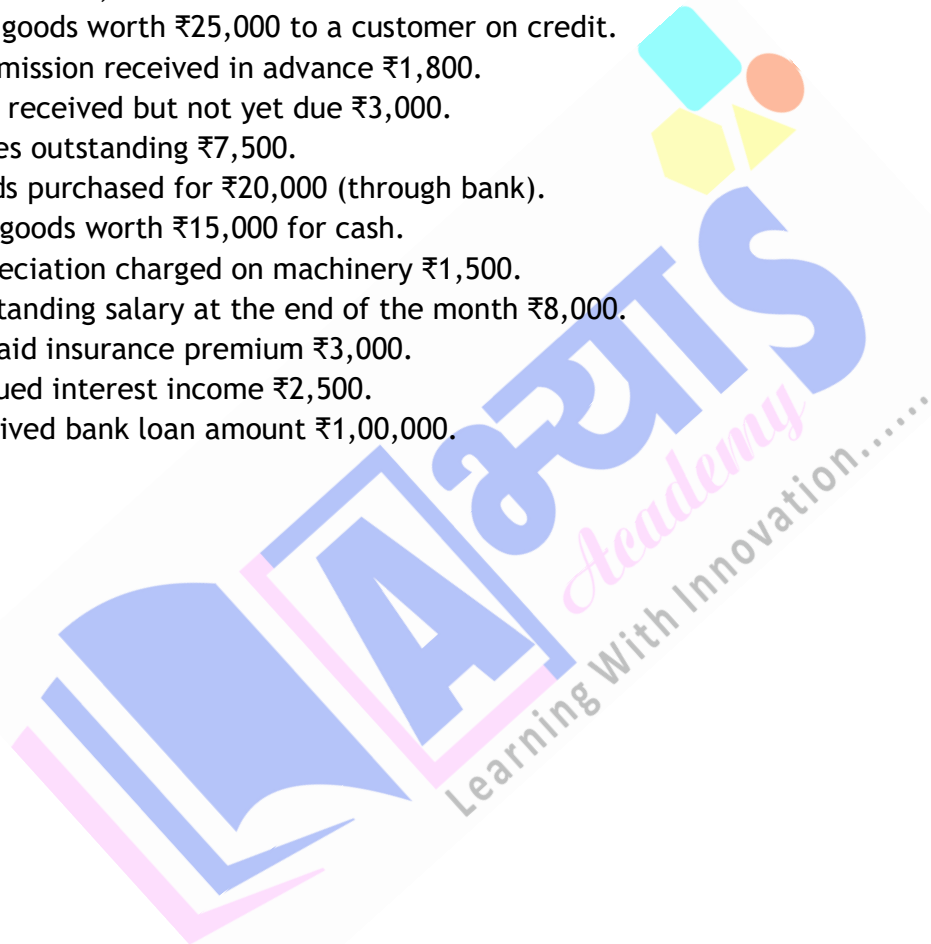 goods worth ₹25,000 to a customer on credit.
mission received in advance ₹1,800.
received but not yet due ₹3,000.
es outstanding ₹7,500.
ds purchased for ₹20,000 (through bank).
goods worth ₹15,000 for cash.
eciation charged on machinery ₹1,500.
tanding salary at the end of the month ₹8,000.
aid insurance premium ₹3,000.
ued interest income ₹2,500.
ived bank loan amount ₹1,00,000.
A
भ्याS
Academy
Learning With Innovation......